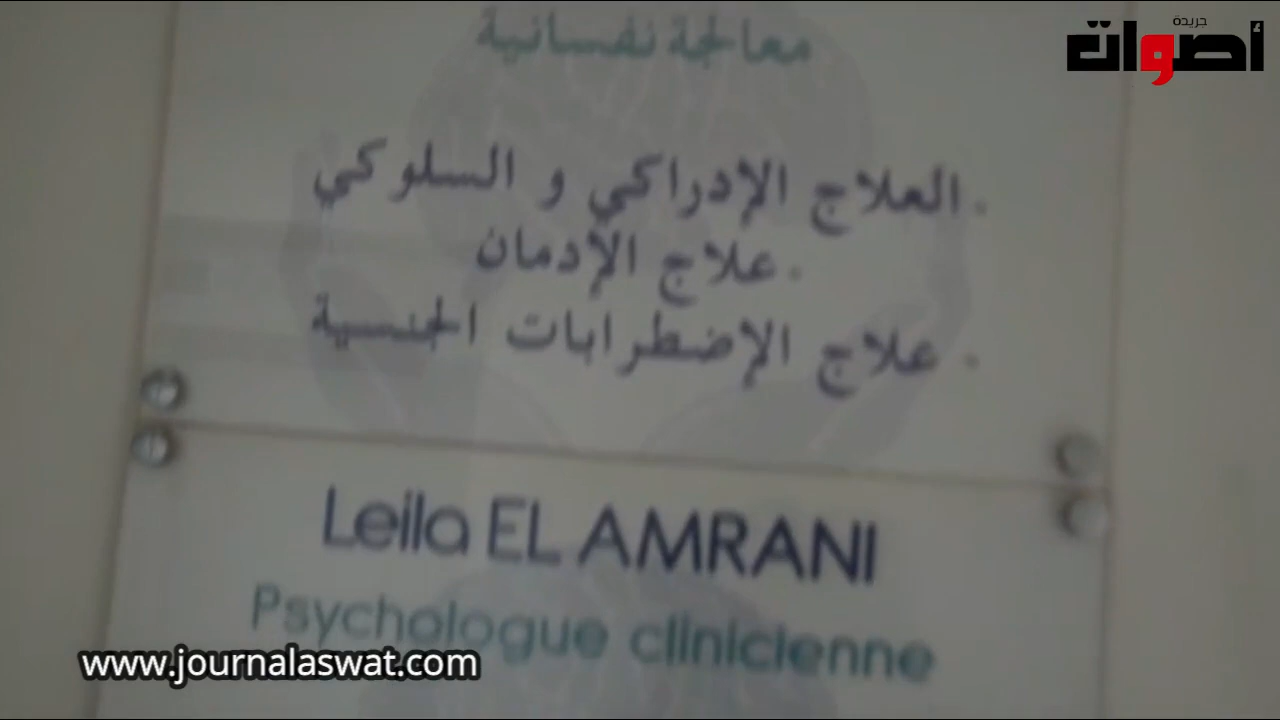 جريدة
أصوات
معالجة نفسانية
. العلاج الإدراكي و السلوكي
. علاج الإدمان
. علاج الإضطرابات الجنسية
Leila EL AMRANI
Psychologue clinicienne
www.journalaswat.com